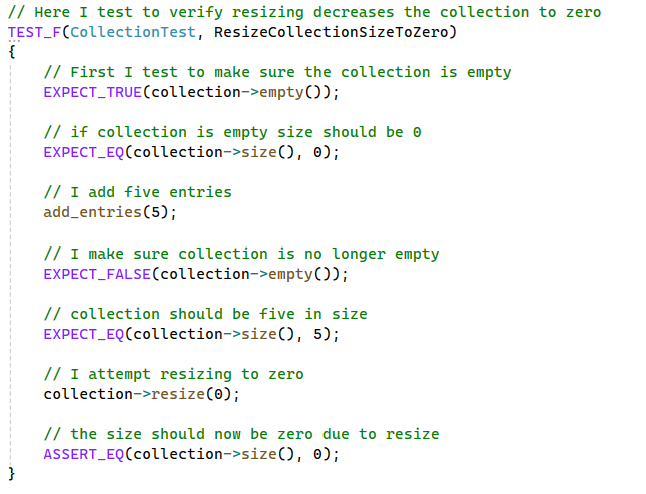 // Here I test to verify resizing decreases the collection to zero
TEST_F(CollectionTest, ResizeCollectionSizeToZero)
{
    // First I test to make sure the collection is empty
    EXPECT_TRUE(collection->empty());
    // if collection is empty size should be 0
    EXPECT_EQ(collection->size(), 0);
    // I add five entries
    add_entries(5);
    // I make sure collection is no longer empty
    EXPECT_FALSE(collection->empty());
    // collection should be five in size
    EXPECT_EQ(collection->size(), 5);
    // I attempt resizing to zero
    collection->resize(0);
    // the size should now be zero due to resize
    ASSERT_EQ(collection->size(), 0);
}